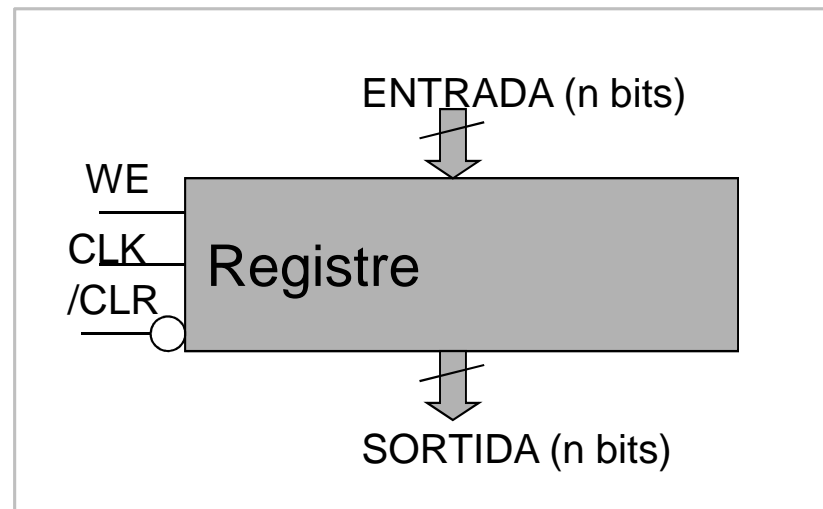 ENTRADA (n bits)
WE
CLK
/CLR
Registre
SORTIDA (n bits)